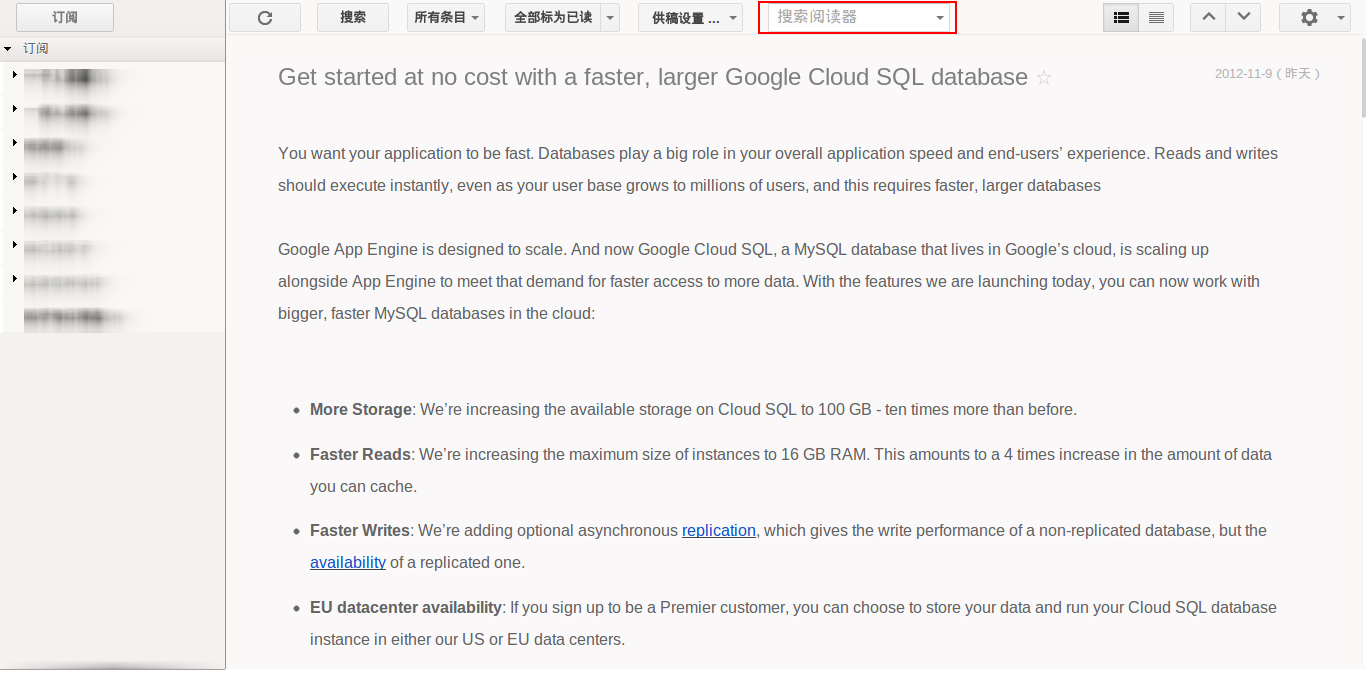 订阅
搜索
所有条目
全部标为已读
供稿设置 ...
搜索阅读器
订阅
Get started at no cost with a faster, larger Google Cloud SQL database
2012-11-9 ( 昨天 )
You want your application to be fast. Databases play a big role in your overall application speed and end-users’ experience. Reads and writes
should execute instantly, even as your user base grows to millions of users, and this requires faster, larger databases
Google App Engine is designed to scale. And now Google Cloud SQL, a MySQL database that lives in Google’s cloud, is scaling up
alongside App Engine to meet that demand for faster access to more data. With the features we are launching today, you can now work with
bigger, faster MySQL databases in the cloud:
More Storage: We’re increasing the available storage on Cloud SQL to 100 GB - ten times more than before.
Faster Reads: We’re increasing the maximum size of instances to 16 GB RAM. This amounts to a 4 times increase in the amount of data
you can cache.
Faster Writes: We’re adding optional asynchronous replication, which gives the write performance of a non-replicated database, but the
availability of a replicated one.
EU datacenter availability: If you sign up to be a Premier customer, you can choose to store your data and run your Cloud SQL database
instance in either our US or EU data centers.